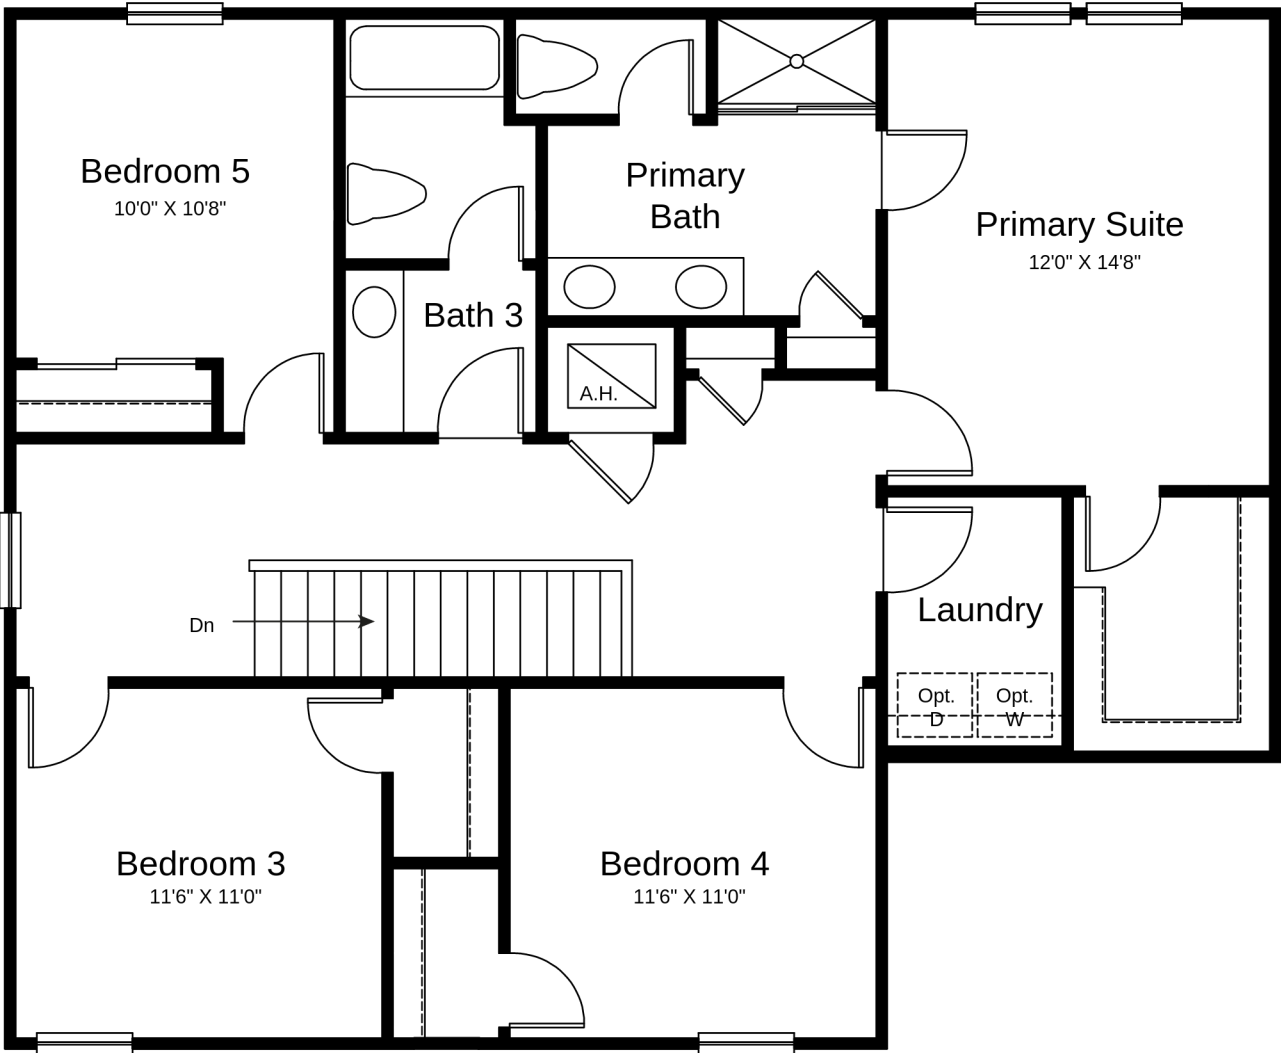 Bedroom 5
10'0" X 10'8"
Primary
Bath
Primary Suite
12'0" X 14'8"
Bath 3
A.H.
Dn
Laundry
Opt.
D
Opt.
W
Bedroom 3
11'6" X 11'0"
Bedroom 4
11'6" X 11'0"